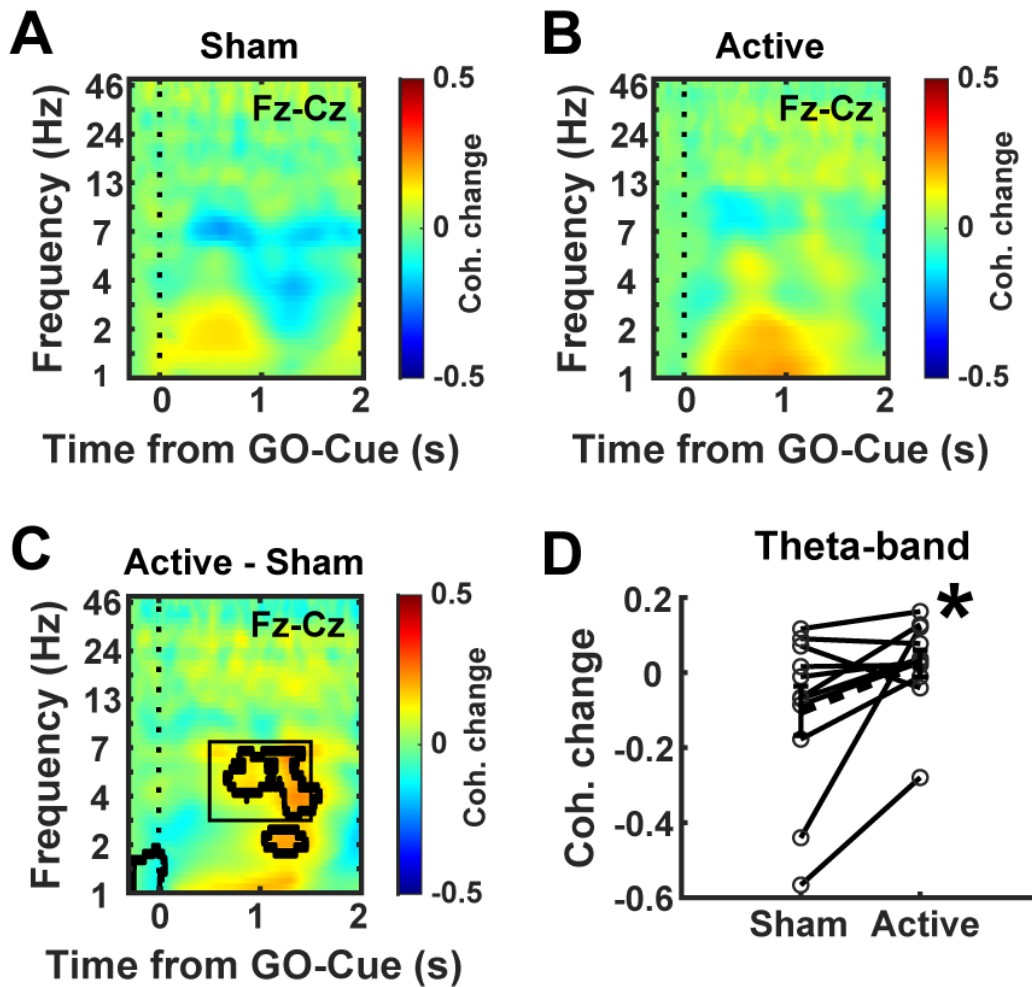 A
Sham
Fz-Cz
46
24
13
7
4
2
1
Frequency (Hz)
0
1
2
Time from GO-Cue (s)
0.5
0
-0.5
Coh. change
B
Active
Fz-Cz
46
24
13
7
4
2
1
Frequency (Hz)
0
1
2
Time from GO-Cue (s)
0.5
0
-0.5
Coh. change
C
Active - Sham
Fz-Cz
46
24
13
7
4
2
1
Frequency (Hz)
0
1
2
Time from GO-Cue (s)
0.5
0
-0.5
Coh. change
D
Theta-band
*
0.2
0
-0.2
-0.4
-0.6
Coh. change
Sham Active